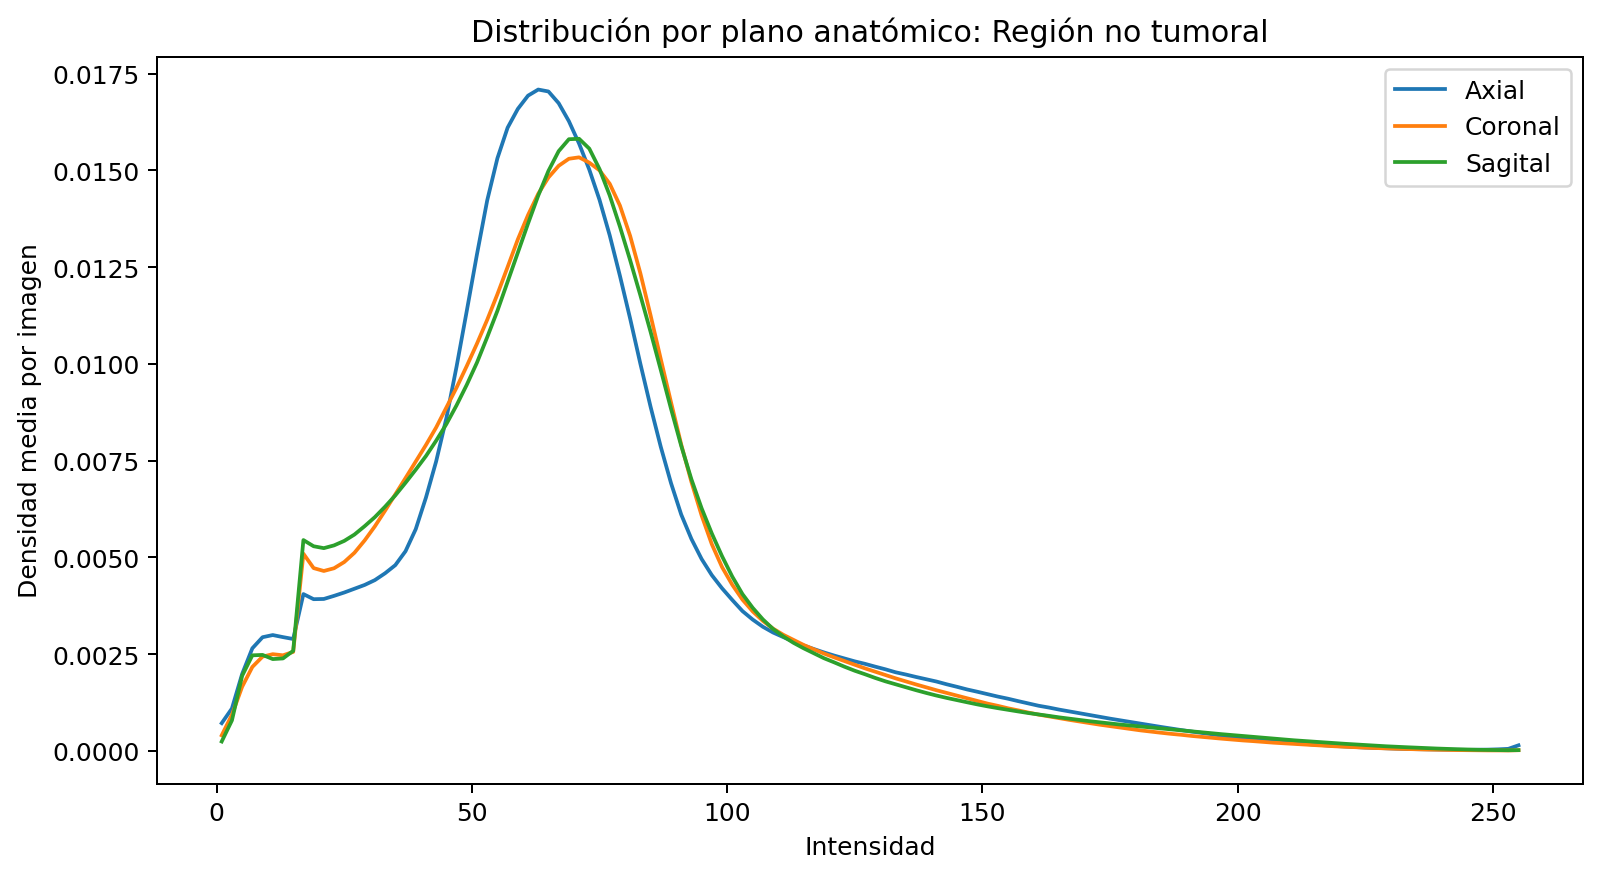 Distribución por plano anatómico: Región no tumoral
Axial
Coronal
Sagital
Densidad media por imagen
0.0175
0.0150
0.0125
0.0100
0.0075
0.0050
0.0025
0.0000
0
50
100
150
200
250
Intensidad